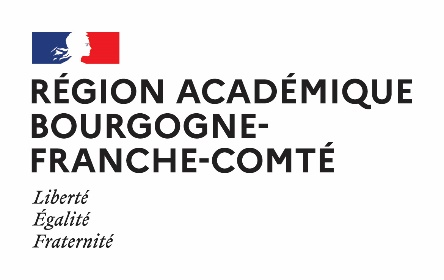 RÉGION ACADÉMIQUE
BOURGOGNE-
FRANCHE-COMTÉ
Liberté
Égalité
Fraternité